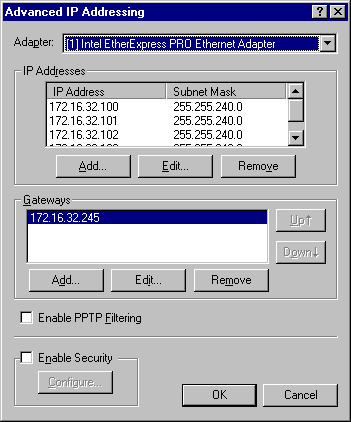 Advanced IP Addressing
Adapter: [1] Intel EtherExpress PRO Ethernet Adapter
IP Addresses
IP Address Subnet Mask
172.16.32.100 255.255.240.0
172.16.32.101 255.255.240.0
172.16.32.102 255.255.240.0
Add... Edit... Remove
Gateways
172.16.32.245
Up↑
Down↓
Add... Edit... Remove
Enable PPTP Filtering
Enable Security
Configure...
OK Cancel